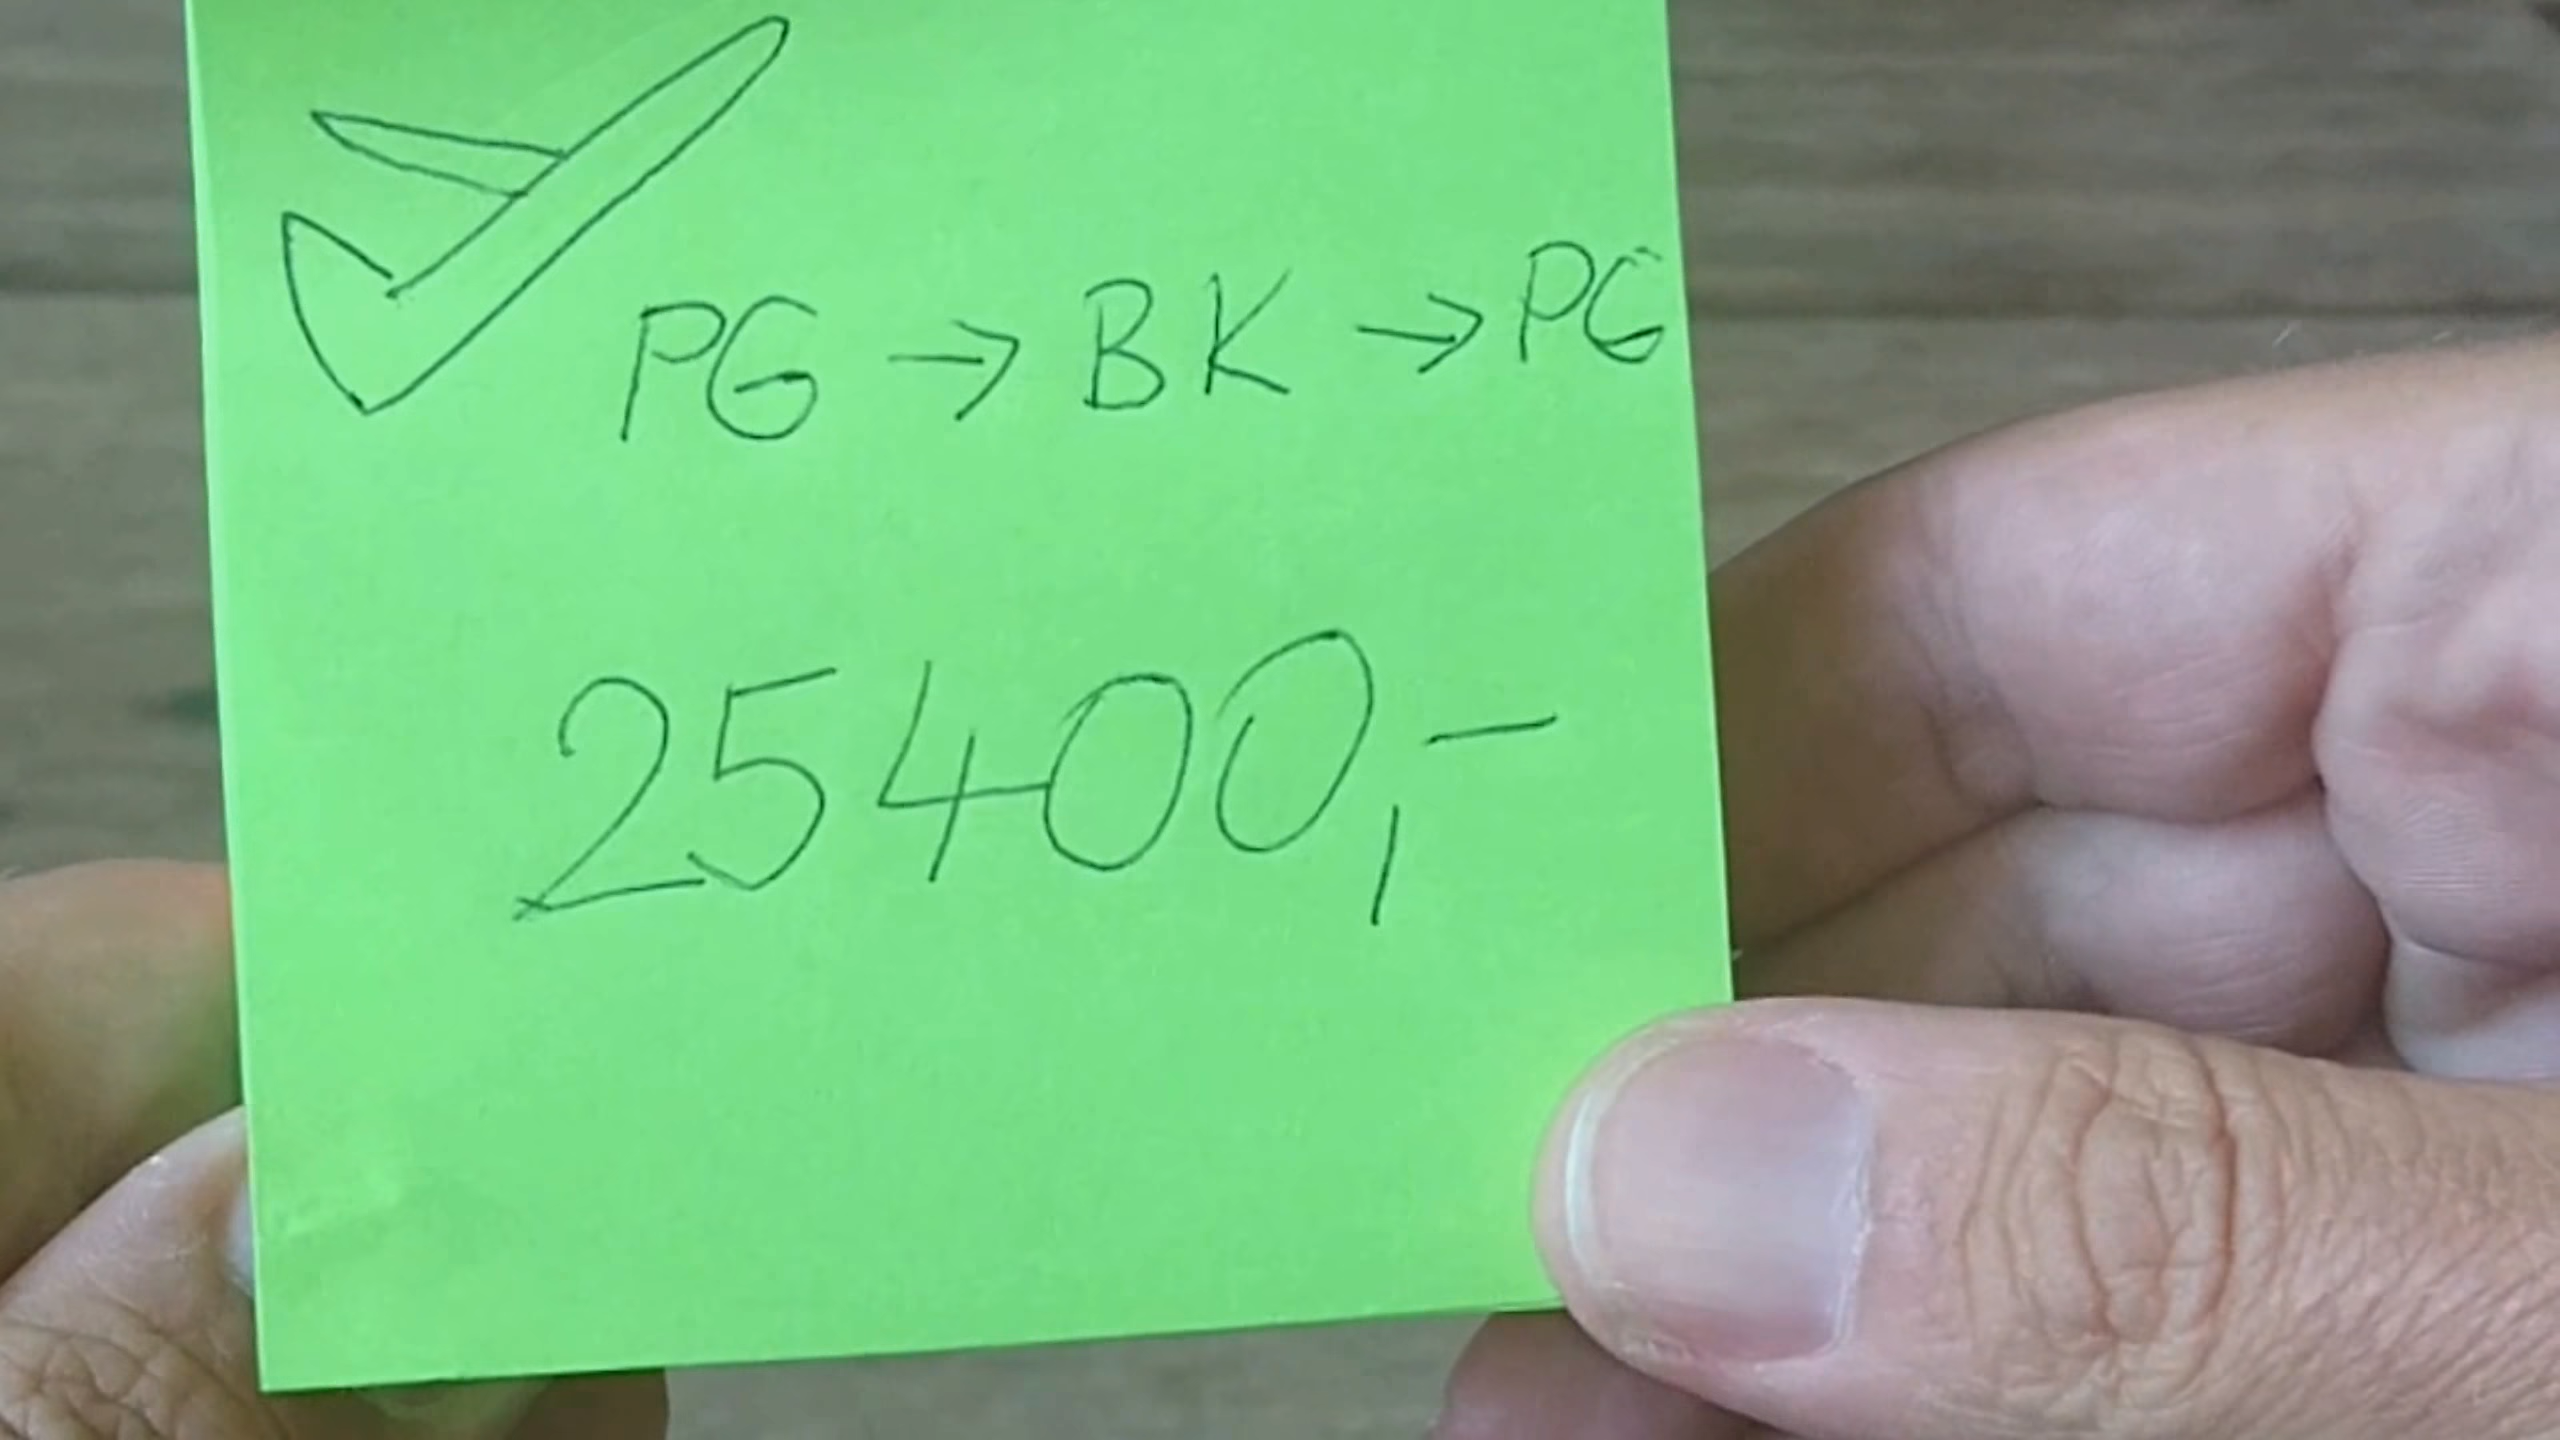 PG → BK → PG
25400,-